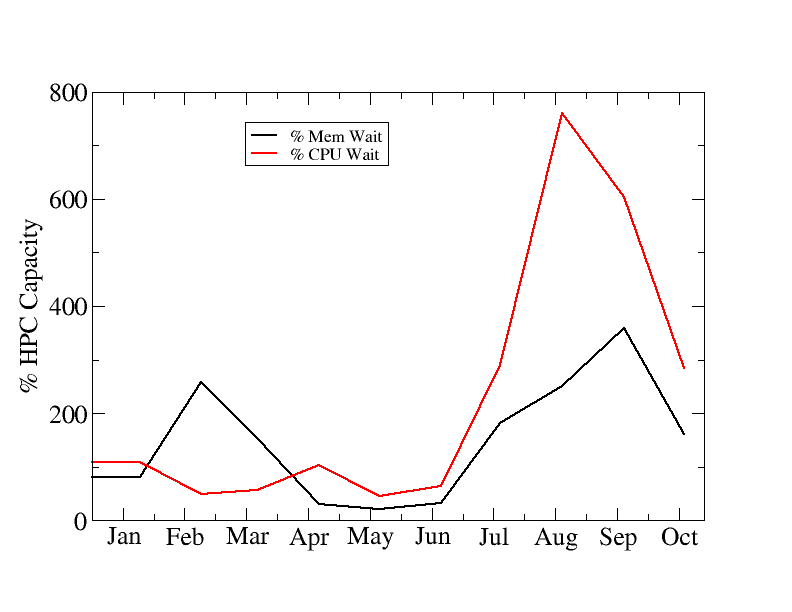 800
% Mem Wait
% CPU Wait
600
% HPC Capacity
400
200
0
Jan Feb Mar Apr May Jun Jul Aug Sep Oct